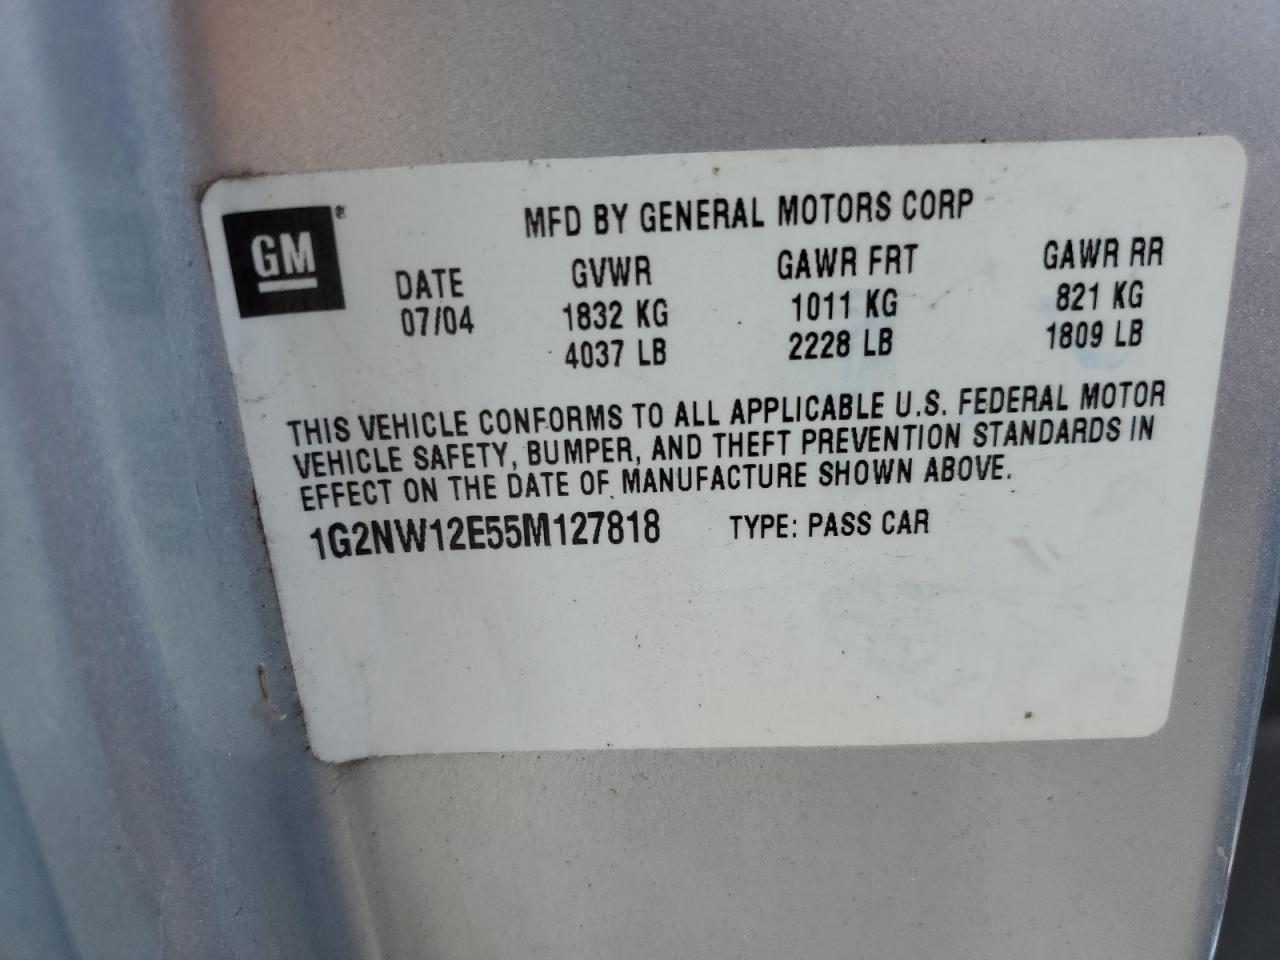 GM®
MFD BY GENERAL MOTORS CORP
DATE GVWR GAWR FRT GAWR RR
07/04 1832 KG 1011 KG 821 KG
4037 LB 2228 LB 1809 LB
THIS VEHICLE CONFORMS TO ALL APPLICABLE U.S. FEDERAL MOTOR
VEHICLE SAFETY, BUMPER, AND THEFT PREVENTION STANDARDS IN
EFFECT ON THE DATE OF MANUFACTURE SHOWN ABOVE.
1G2NW12E55M127818 TYPE: PASS CAR